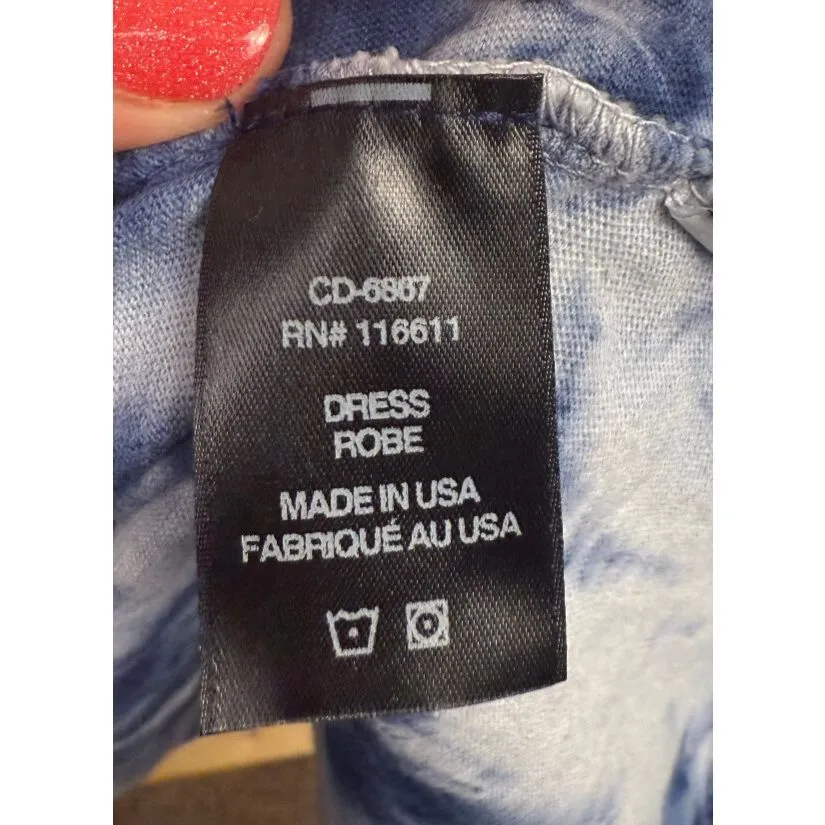 CD-6867
RN# 116611
DRESS
ROBE
MADE IN USA
FABRIQUÉ AU USA